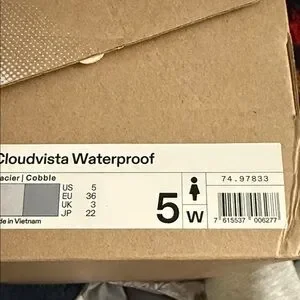 Cloudvista Waterproof
acier | Cobble
US 5
EU 36
UK 3
JP 22
5
W
74.97833
7 615537 006277
de in Vietnam